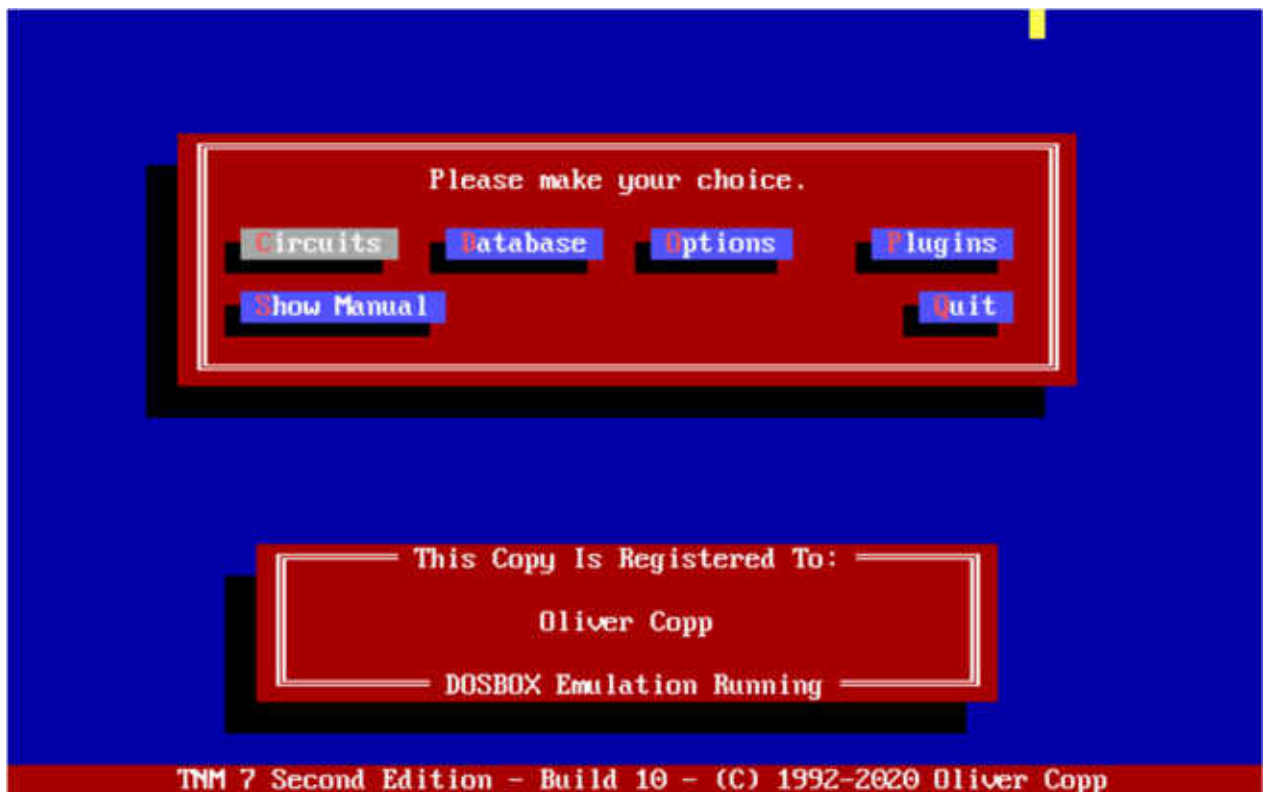 Please make your choice.
Circuits Database Options Plugins
Show Manual Quit
This Copy Is Registered To:
Oliver Copp
DOSBOX Emulation Running
TNM 7 Second Edition - Build 10 - (C) 1992-2020 Oliver Copp